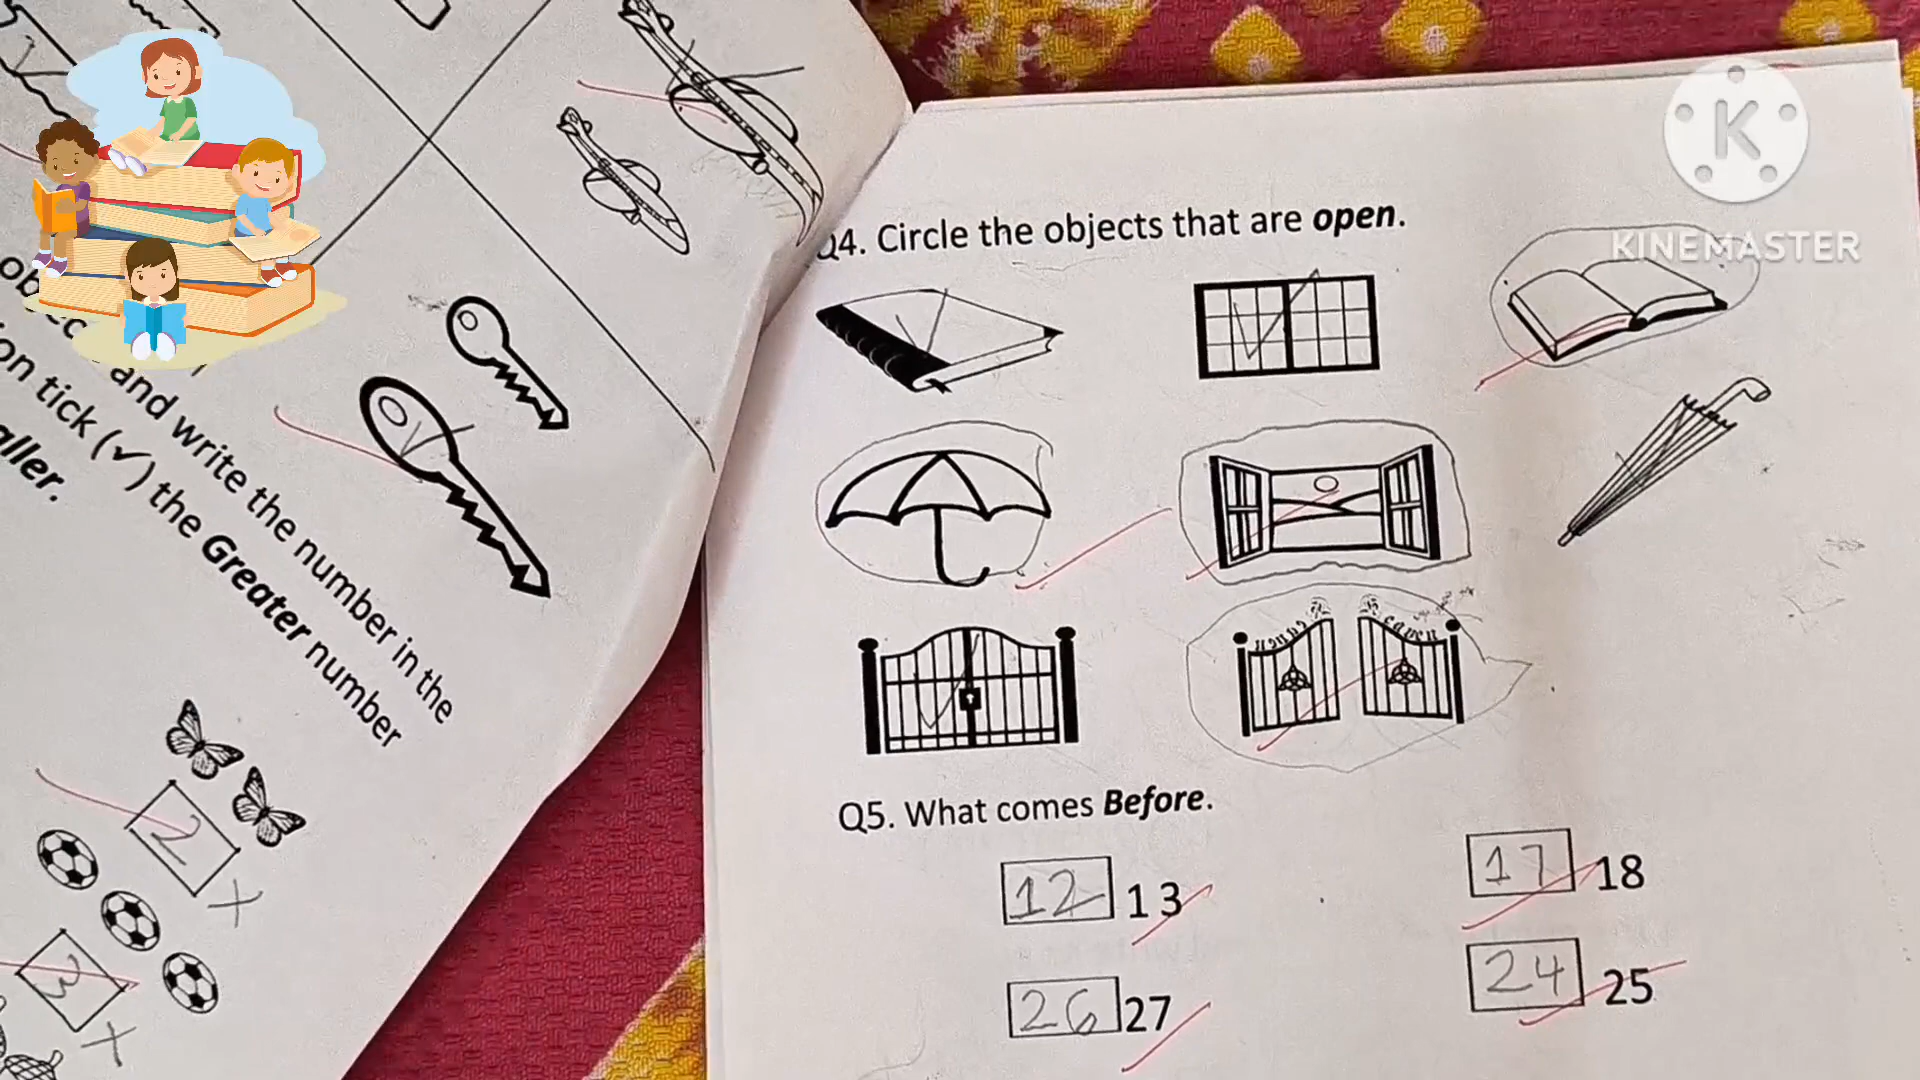 K
KINEMASTER
and write the number in the
on tick (✓) the Greater number
aller.
2
3
Q4. Circle the objects that are open.
eaven
Q5. What comes Before.
12 13
17 18
26 27
24 25